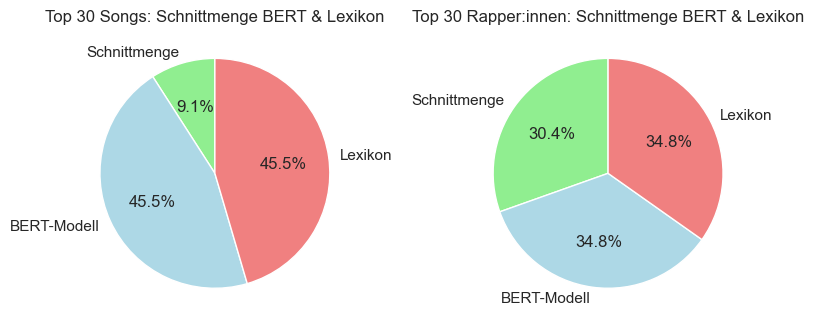 Top 30 Songs: Schnittmenge BERT & Lexikon
Schnittmenge
9.1%
45.5%
Lexikon
45.5%
BERT-Modell
Top 30 Rapper:innen: Schnittmenge BERT & Lexikon
Schnittmenge
30.4%
34.8%
Lexikon
34.8%
BERT-Modell